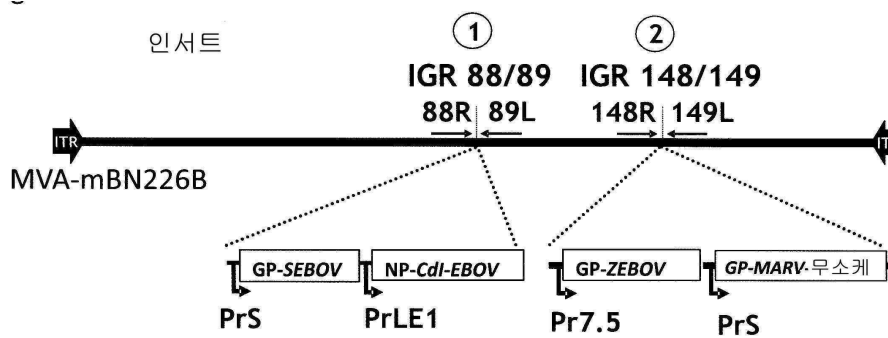 인서트
① ②
IGR 88/89 IGR 148/149
88R 89L 148R 149L
ITR IT
MVA-mBN226B
GP-SEBOV NP-CdI-EBOV GP-ZEBOV GP-MARV-무소케
PrS PrLE1 Pr7.5 PrS